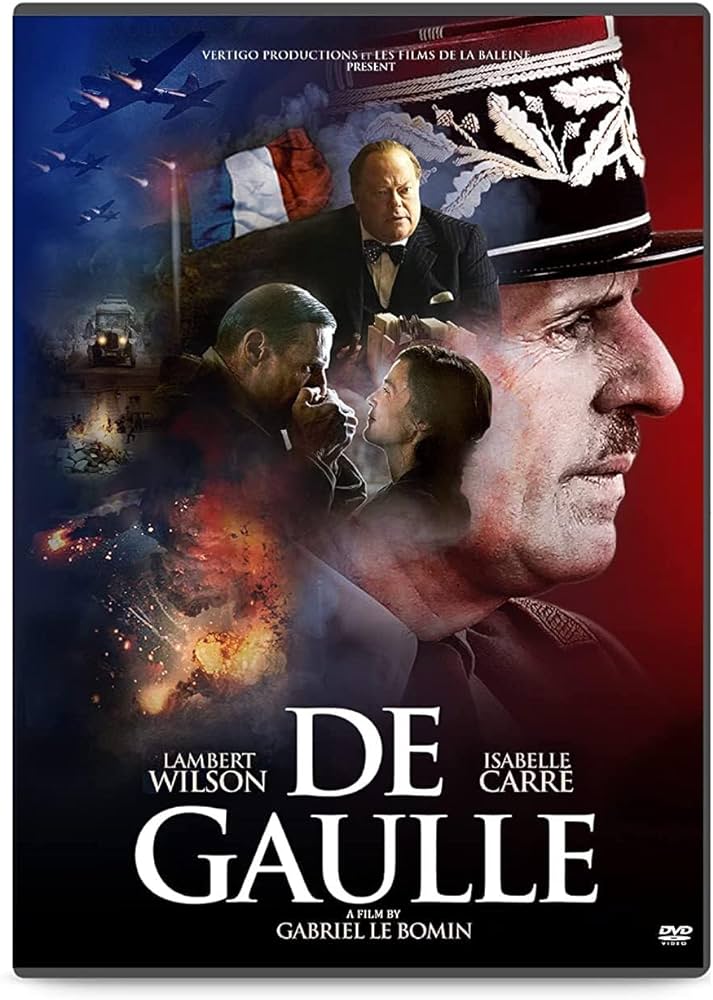 VERTIGO PRODUCTIONS ET LES FILMS DE LA BALEINE
PRESENT
LAMBERT
WILSON
ISABELLE
CARRE
DE
GAULLE
A FILM BY
GABRIEL LE BOMIN
DVD
VIDEO